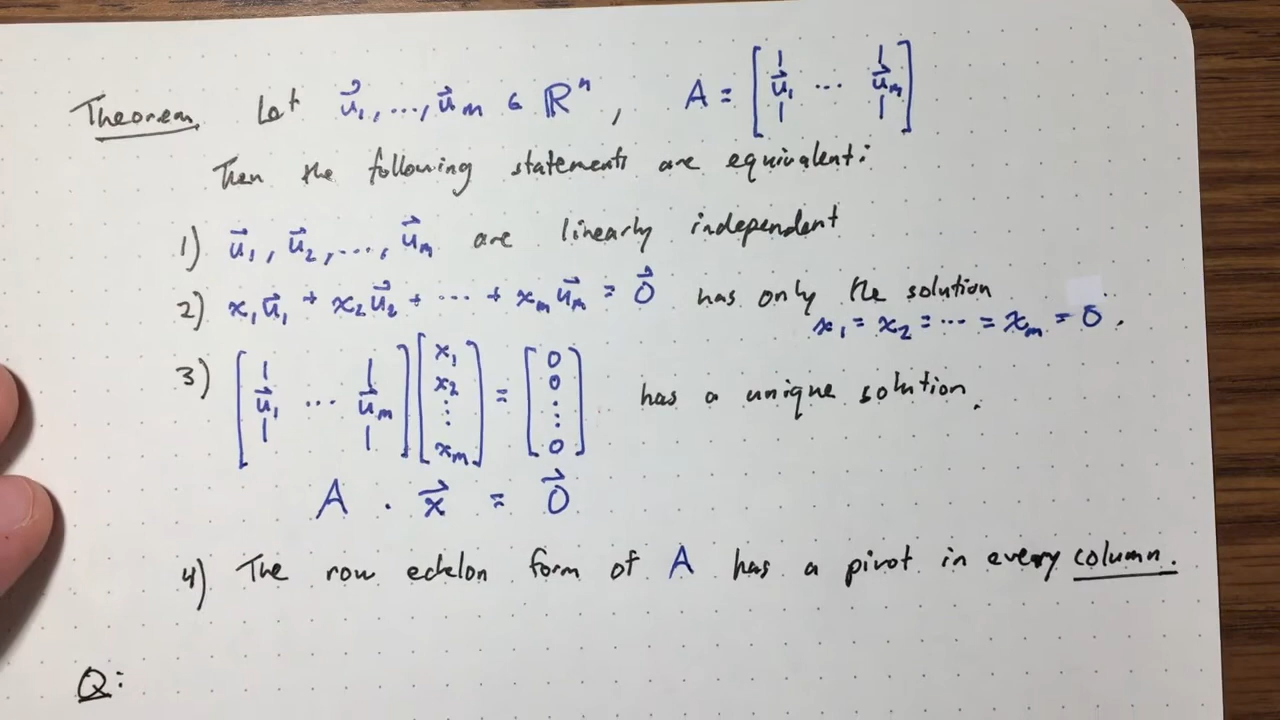 Theorem Let u⃗₁, ..., u⃗ₘ ∈ ℝⁿ, A = [u⃗₁ ... u⃗ₘ]
Then the following statements are equivalent:
1) u⃗₁, u⃗₂, ..., u⃗ₘ are linearly independent
2) x₁u⃗₁ + x₂u⃗₂ + ... + xₘu⃗ₘ = 0⃗ has only the solution
x₁ = x₂ = ... = xₘ = 0.
3) [u⃗₁ ... u⃗ₘ] [x₁ x₂ ⋮ xₘ] = [0 0 ⋮ 0] has a unique solution.
A · x⃗ = 0⃗
4) The row echelon form of A has a pivot in every column.
Q: